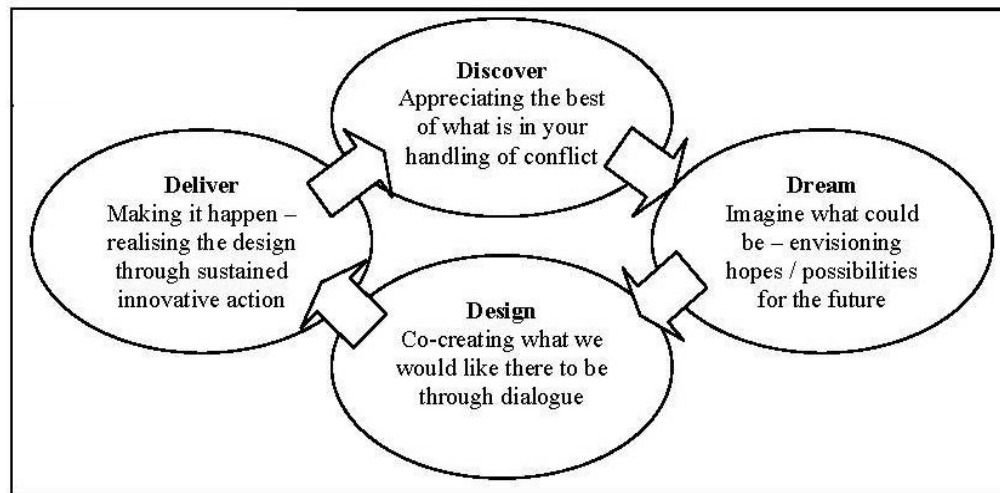 Discover
Appreciating the best
of what is in your
handling of conflict
Dream
Imagine what could
be – envisioning
hopes / possibilities
for the future
Design
Co-creating what we
would like there to be
through dialogue
Deliver
Making it happen –
realising the design
through sustained
innovative action